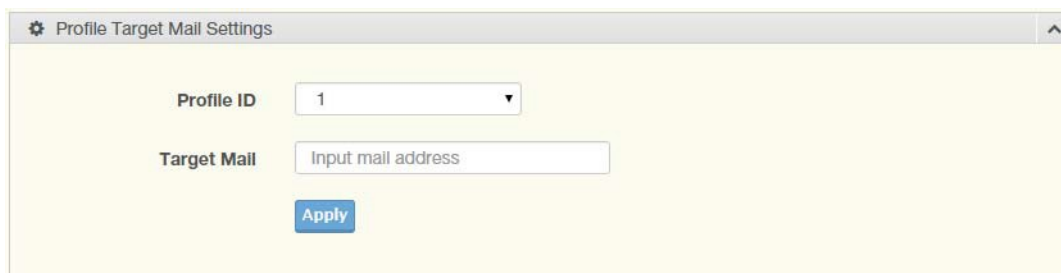 Profile Target Mail Settings
Profile ID 1
Target Mail Input mail address
Apply